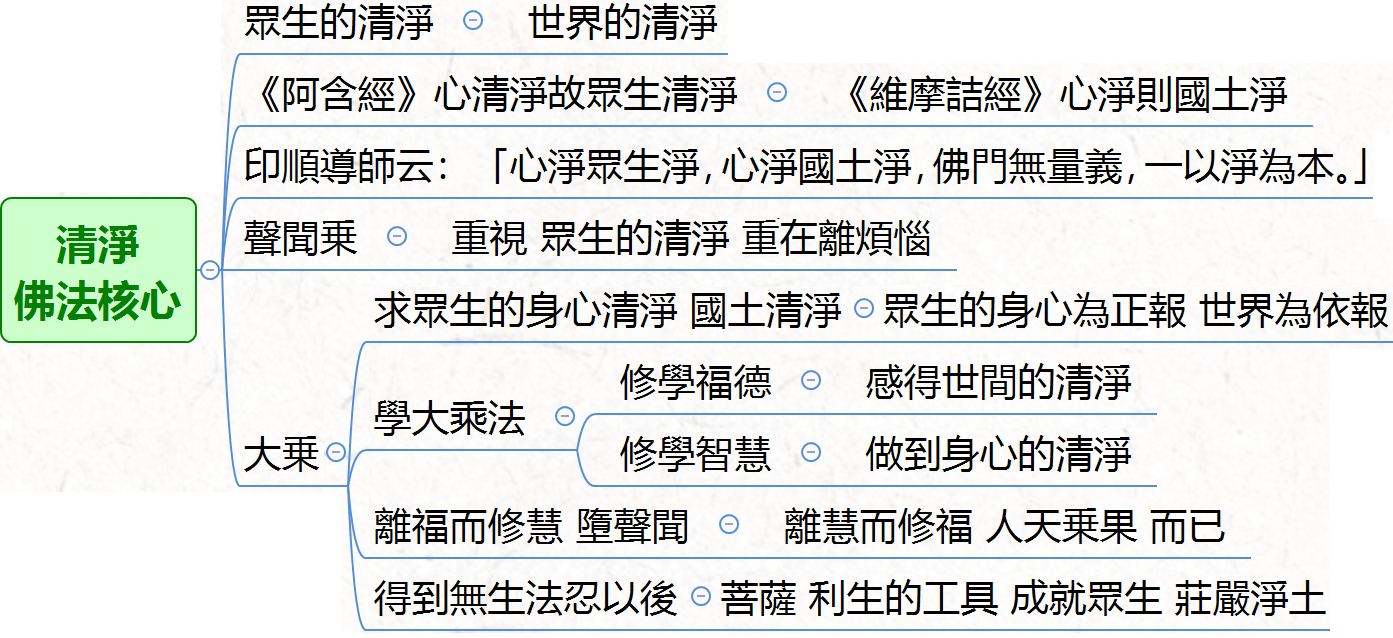 清淨
佛法核心
眾生的清淨 世界的清淨
《阿含經》心清淨故眾生清淨 《維摩詰經》心淨則國土淨
印順導師云：「心淨眾生淨，心淨國土淨，佛門無量義，一以淨為本。」
聲聞乘 重視 眾生的清淨 重在離煩惱
大乘
求眾生的身心清淨 國土清淨 眾生的身心為正報 世界為依報
學大乘法
修學福德 感得世間的清淨
修學智慧 做到身心的清淨
離福而修慧 墮聲聞 離慧而修福 人天乘果 而已
得到無生法忍以後 菩薩 利生的工具 成就眾生 莊嚴淨土